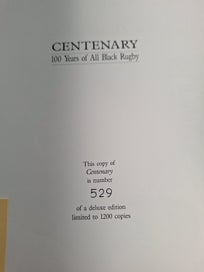 CENTENARY
100 Years of All Black Rugby
This copy of
Centenary
is number
529
of a deluxe edition
limited to 1200 copies